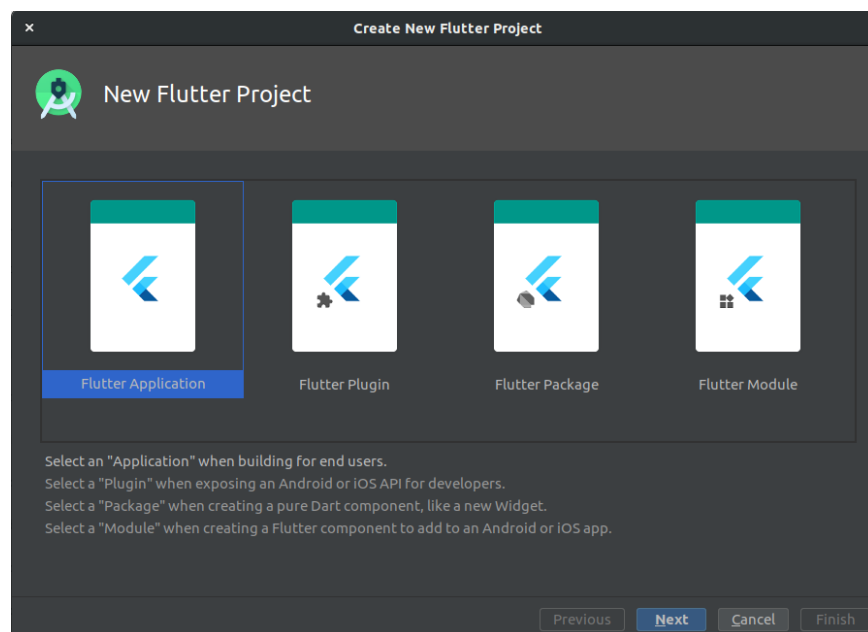 Create New Flutter Project
New Flutter Project
Flutter Application
Flutter Plugin
Flutter Package
Flutter Module
Select an "Application" when building for end users.
Select a "Plugin" when exposing an Android or iOS API for developers.
Select a "Package" when creating a pure Dart component, like a new Widget.
Select a "Module" when creating a Flutter component to add to an Android or iOS app.
Previous
Next
Cancel
Finish